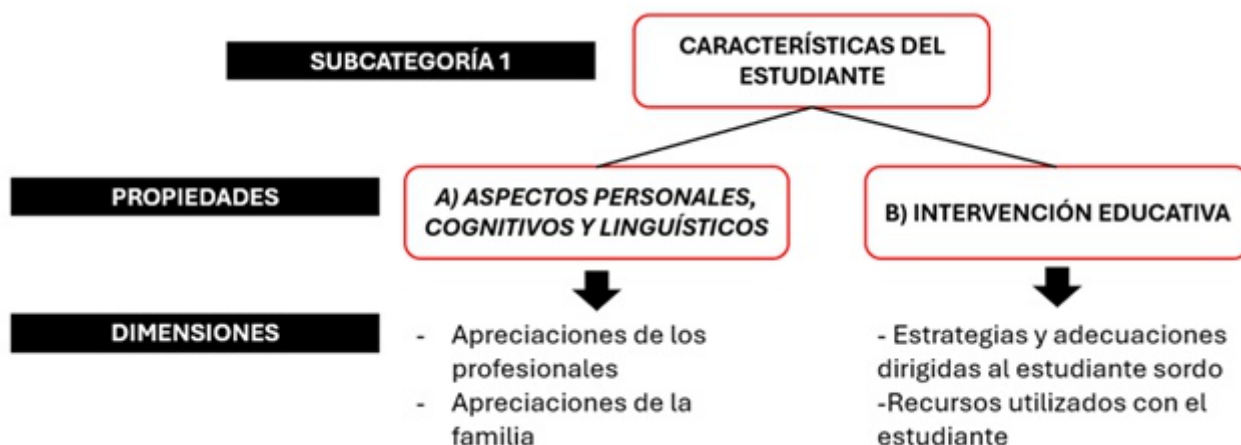 SUBCATEGORÍA 1
CARACTERÍSTICAS DEL
ESTUDIANTE
PROPIEDADES
A) ASPECTOS PERSONALES,
COGNITIVOS Y LINGUÍSTICOS
B) INTERVENCIÓN EDUCATIVA
DIMENSIONES
- Apreciaciones de los
profesionales
- Apreciaciones de la
familia
- Estrategias y adecuaciones
dirigidas al estudiante sordo
-Recursos utilizados con el
estudiante